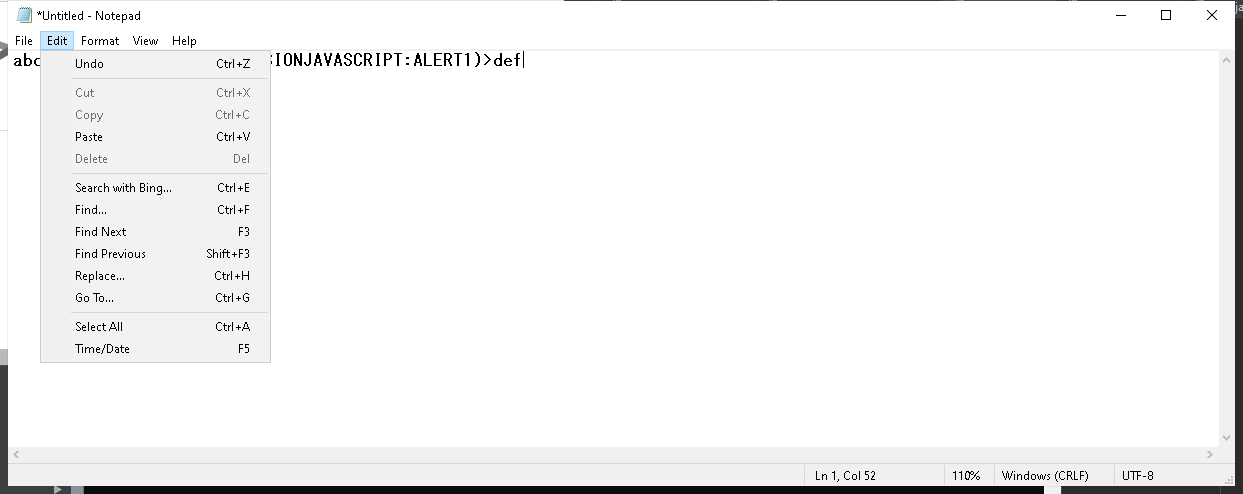 *Untitled - Notepad
File Edit Format View Help
abc IONJAVASCRIPT:ALERT1)>def
Undo Ctrl+Z
Cut Ctrl+X
Copy Ctrl+C
Paste Ctrl+V
Delete Del
Search with Bing... Ctrl+E
Find... Ctrl+F
Find Next F3
Find Previous Shift+F3
Replace... Ctrl+H
Go To... Ctrl+G
Select All Ctrl+A
Time/Date F5
Ln 1, Col 52 110% Windows (CRLF) UTF-8